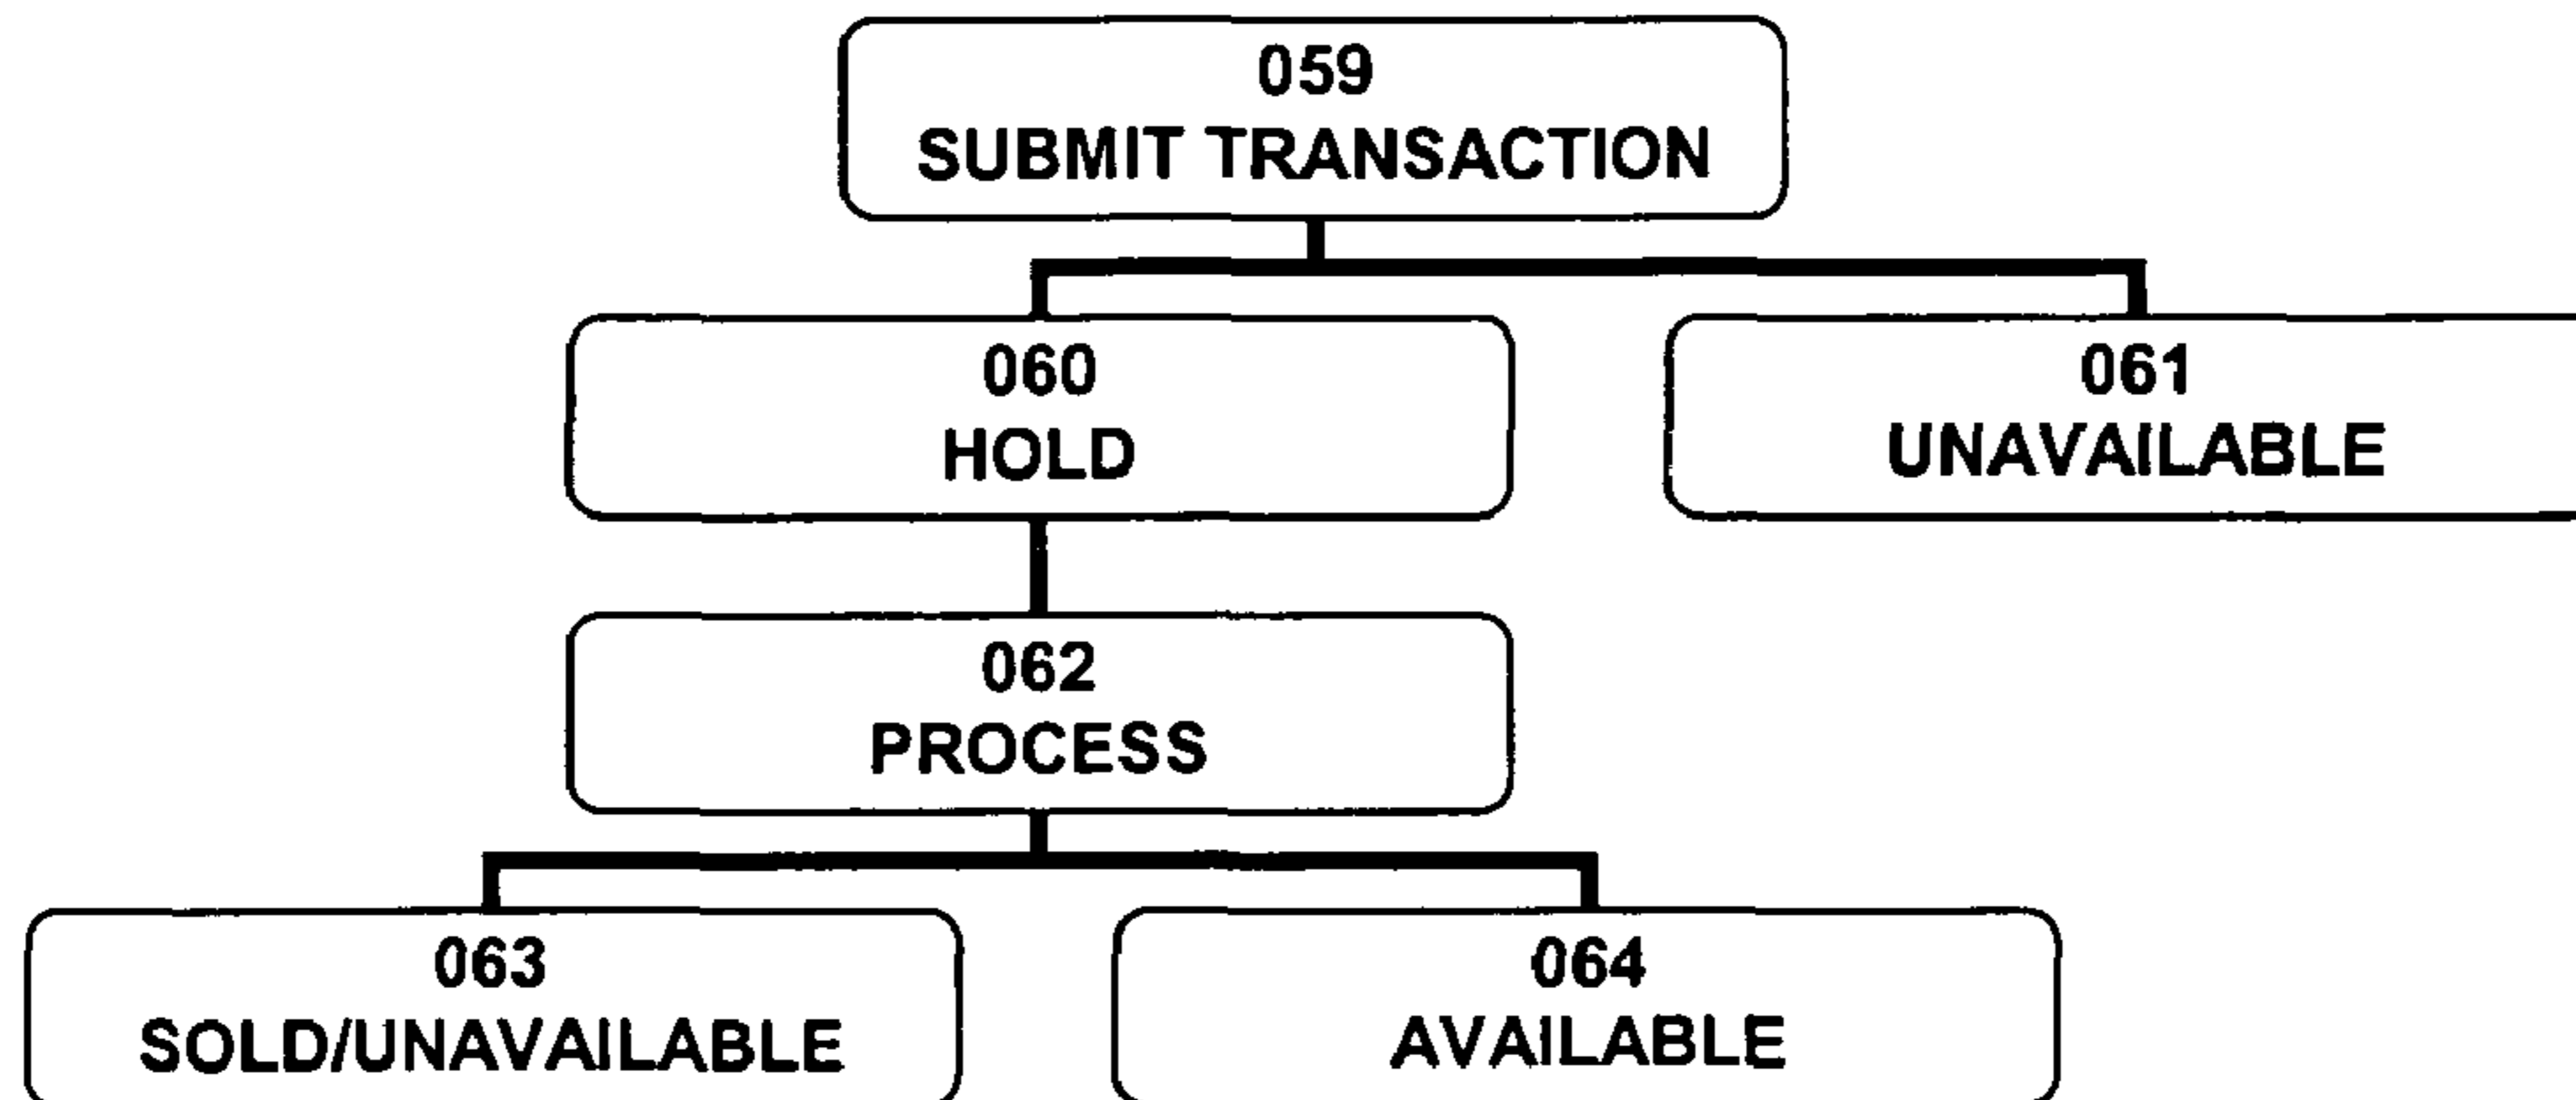 059
SUBMIT TRANSACTION
060
HOLD
061
UNAVAILABLE
062
PROCESS
063
SOLD/UNAVAILABLE
064
AVAILABLE